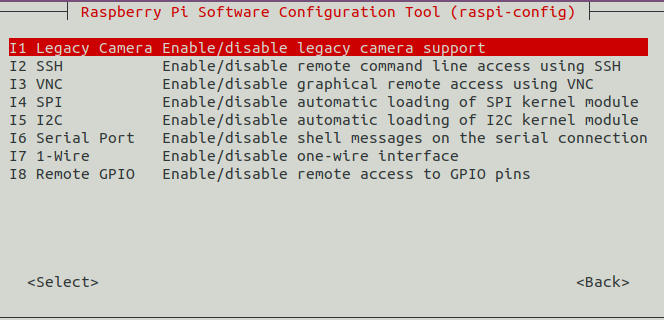 Raspberry Pi Software Configuration Tool (raspi-config)
I1 Legacy Camera Enable/disable legacy camera support
I2 SSH Enable/disable remote command line access using SSH
I3 VNC Enable/disable graphical remote access using VNC
I4 SPI Enable/disable automatic loading of SPI kernel module
I5 I2C Enable/disable automatic loading of I2C kernel module
I6 Serial Port Enable/disable shell messages on the serial connection
I7 1-Wire Enable/disable one-wire interface
I8 Remote GPIO Enable/disable remote access to GPIO pins
<Select> <Back>